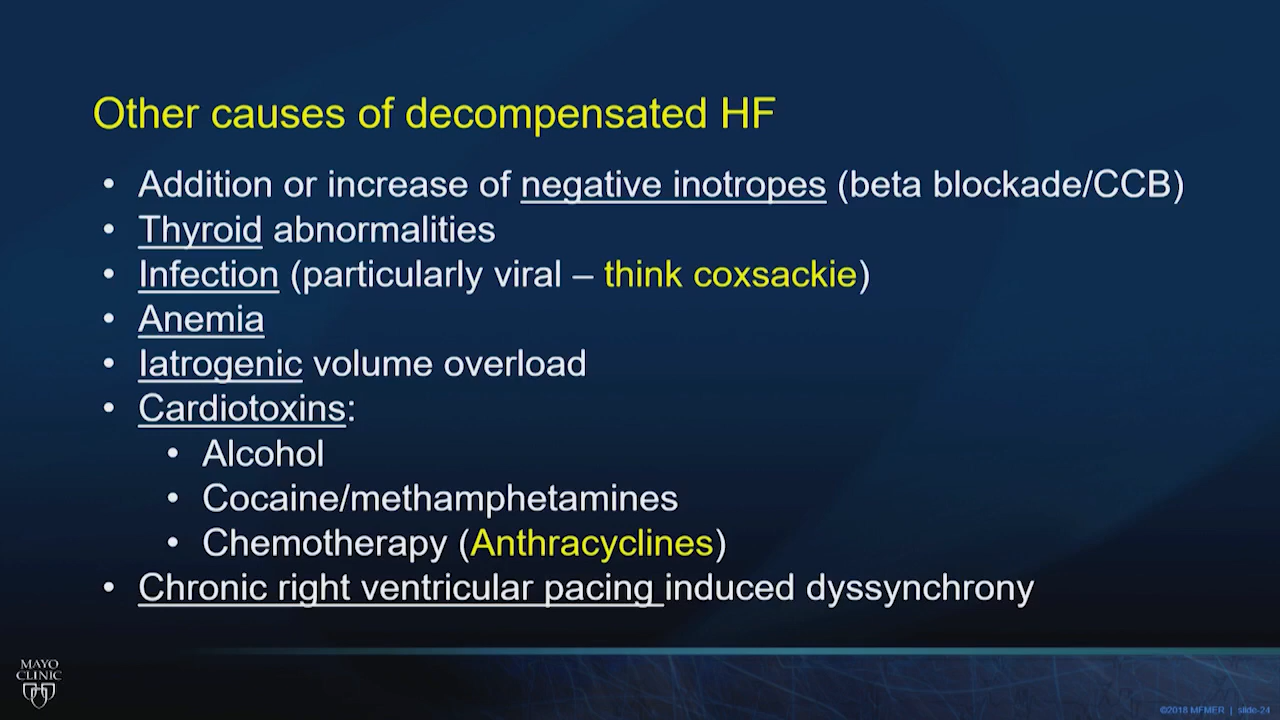 Other causes of decompensated HF
• Addition or increase of negative inotropes (beta blockade/CCB)
• Thyroid abnormalities
• Infection (particularly viral – think coxsackie)
• Anemia
• Iatrogenic volume overload
• Cardiotoxins:
• Alcohol
• Cocaine/methamphetamines
• Chemotherapy (Anthracyclines)
• Chronic right ventricular pacing induced dyssynchrony
MAYO
CLINIC
©2018 MFMER | slide-24